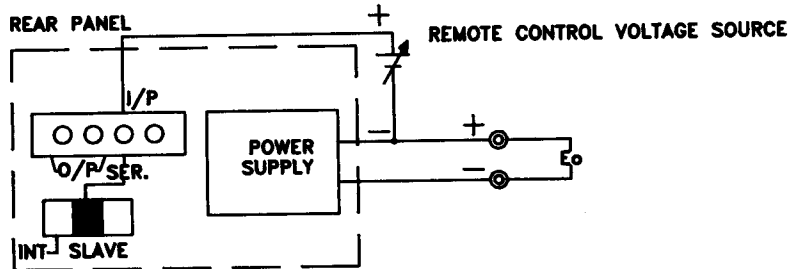 REAR PANEL
+
REMOTE CONTROL VOLTAGE SOURCE
I/P
O/P SER.
POWER
SUPPLY
−
+
−
Eo
INT SLAVE